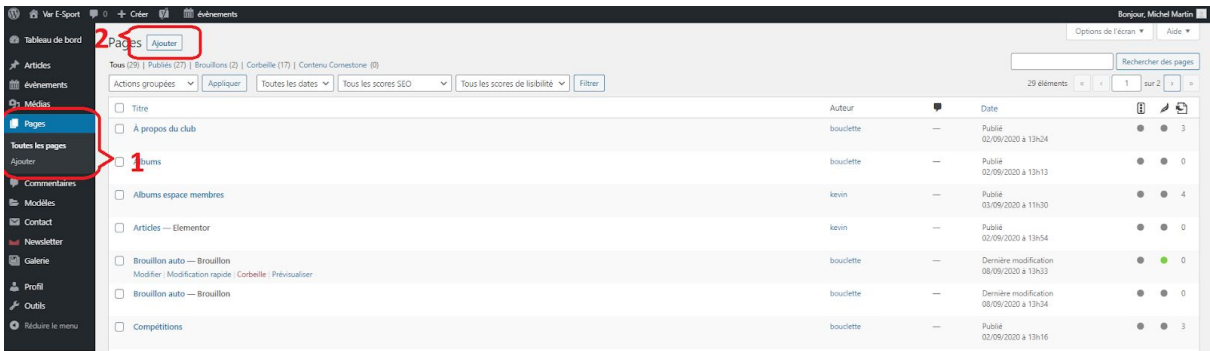 Var E-Sport 0 + Créer évènements Bonjour, Michel Martin
Options de l'écran ▼ Aide ▼
Tableau de bord
Articles
évènements
Médias
Pages
Toutes les pages
Ajouter
Commentaires
Modèles
Contact
Newsletter
Galerie
Profil
Outils
Réduire le menu
1
2
Pages Ajouter
Tous (29) | Publiés (27) | Brouillons (2) | Corbeille (17) | Contenu Cornestone (0)
Rechercher des pages
Actions groupées Appliquer Toutes les dates Tous les scores SEO Tous les scores de lisibilité Filtrer 29 éléments « ‹ 1 sur 2 › »
Titre Auteur Date
À propos du club bouclette — Publié 3
02/09/2020 à 13h24
Albums bouclette — Publié 0
02/09/2020 à 13h13
Albums espace membres kevin — Publié 4
03/09/2020 à 11h30
Articles — Elementor kevin — Publié 0
02/09/2020 à 13h54
Brouillon auto — Brouillon bouclette — Dernière modification 0
Modifier | Modification rapide | Corbeille | Prévisualiser 08/09/2020 à 13h33
Brouillon auto — Brouillon bouclette — Dernière modification 0
08/09/2020 à 13h34
Compétitions bouclette — Publié 3
02/09/2020 à 13h16